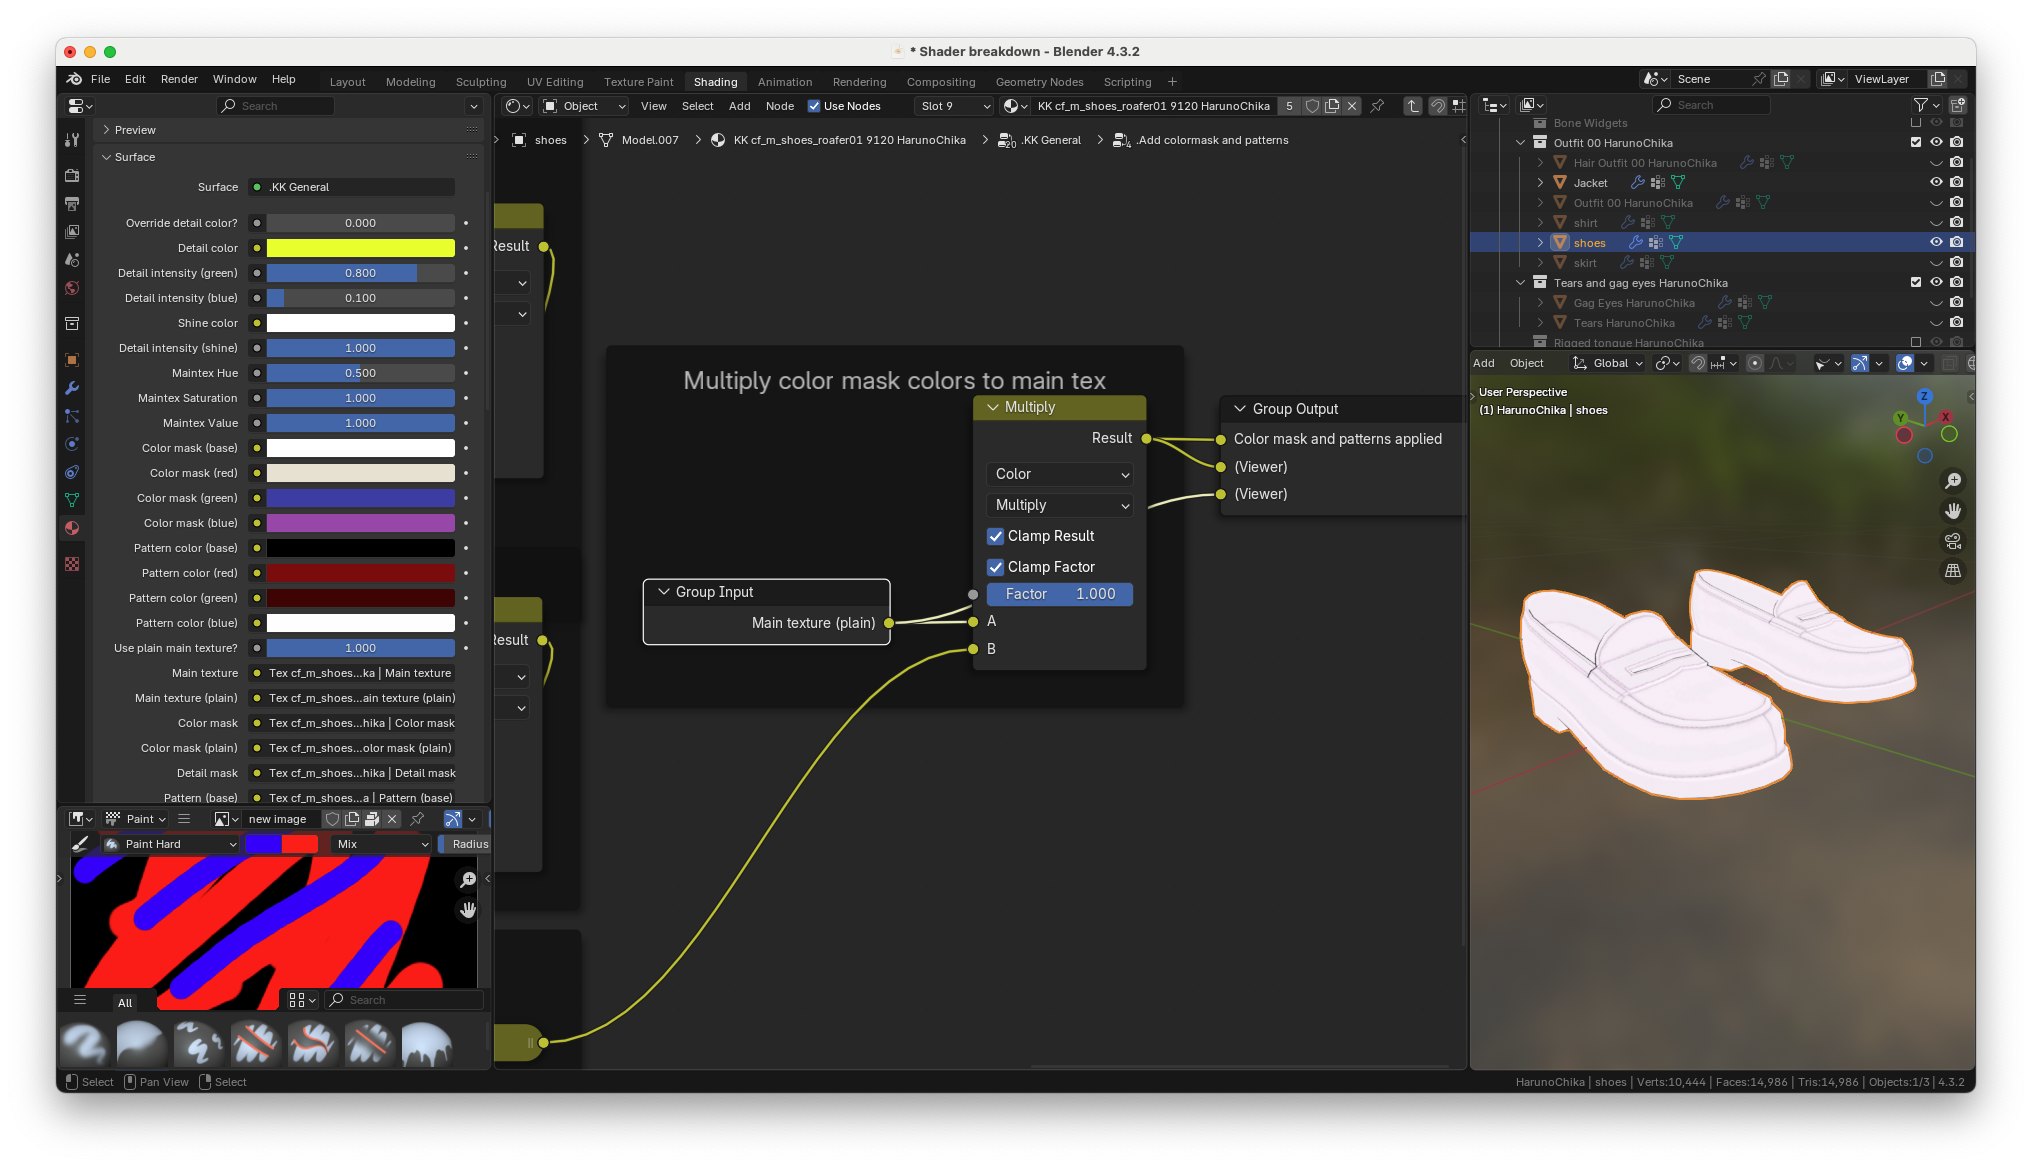 * Shader breakdown - Blender 4.3.2
File Edit Render Window Help
Layout Modeling Sculpting UV Editing Texture Paint Shading Animation Rendering Compositing Geometry Nodes Scripting +
Scene
ViewLayer
Search
Preview
Surface
Surface .KK General
Override detail color? 0.000
Detail color
Detail intensity (green) 0.800
Detail intensity (blue) 0.100
Shine color
Detail intensity (shine) 1.000
Maintex Hue 0.500
Maintex Saturation 1.000
Maintex Value 1.000
Color mask (base)
Color mask (red)
Color mask (green)
Color mask (blue)
Pattern color (base)
Pattern color (red)
Pattern color (green)
Pattern color (blue)
Use plain main texture? 1.000
Main texture Tex cf_m_shoes...ka | Main texture
Main texture (plain) Tex cf_m_shoes...ain texture (plain)
Color mask Tex cf_m_shoes...hika | Color mask
Color mask (plain) Tex cf_m_shoes...olor mask (plain)
Detail mask Tex cf_m_shoes...hika | Detail mask
Pattern (base) Tex cf_m_shoes...a | Pattern (base)
Paint new image
Paint Hard Mix Radius
All Search
Object View Select Add Node Use Nodes Slot 9 KK cf_m_shoes_roafer01 9120 HarunoChika 5
shoes Model.007 KK cf_m_shoes_roafer01 9120 HarunoChika 20 .KK General 4 .Add colormask and patterns
Result
Result
Multiply color mask colors to main tex
Multiply
Result
Color
Multiply
Clamp Result
Clamp Factor
Factor 1.000
A
B
Group Input
Main texture (plain)
Group Output
Color mask and patterns applied
(Viewer)
(Viewer)
Search
Bone Widgets
Outfit 00 HarunoChika
Hair Outfit 00 HarunoChika
Jacket
Outfit 00 HarunoChika
shirt
shoes
skirt
Tears and gag eyes HarunoChika
Gag Eyes HarunoChika
Tears HarunoChika
Rigged tongue HarunoChika
Add Object Global
User Perspective
(1) HarunoChika | shoes
Z
Y
X
Select Pan View Select
HarunoChika | shoes | Verts:10,444 | Faces:14,986 | Tris:14,986 | Objects:1/3 | 4.3.2